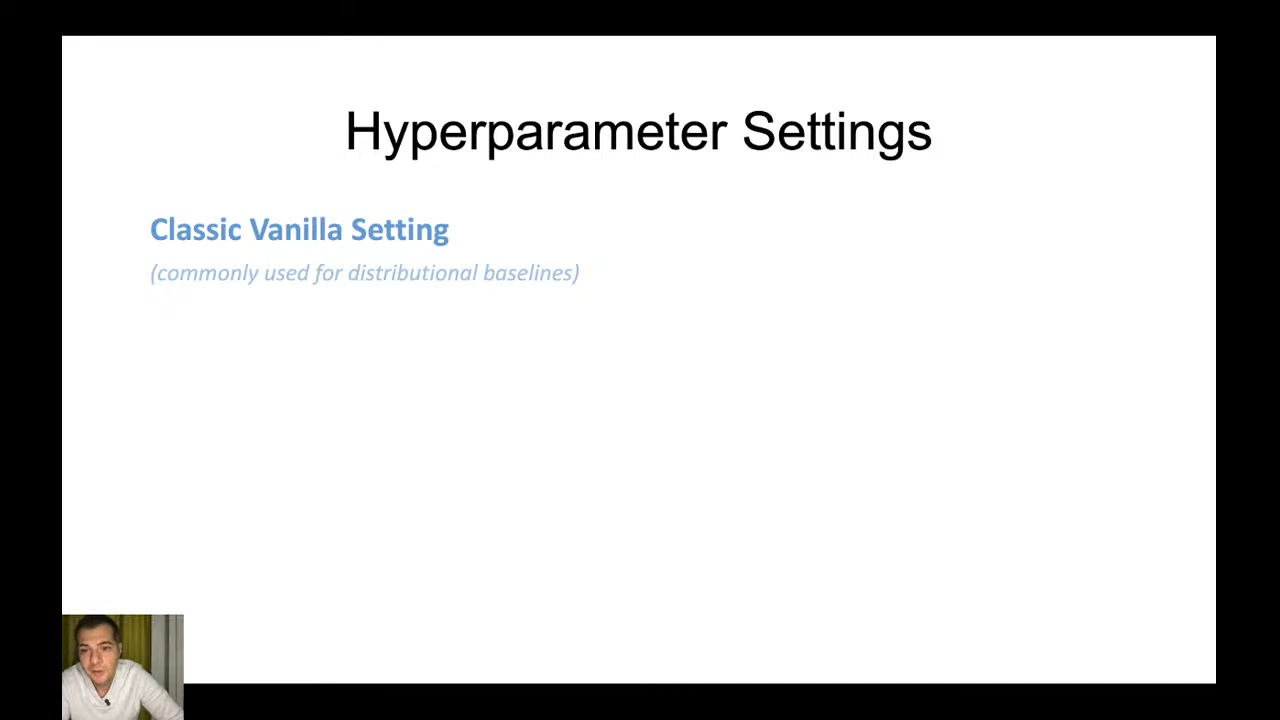 Hyperparameter Settings
Classic Vanilla Setting
(commonly used for distributional baselines)